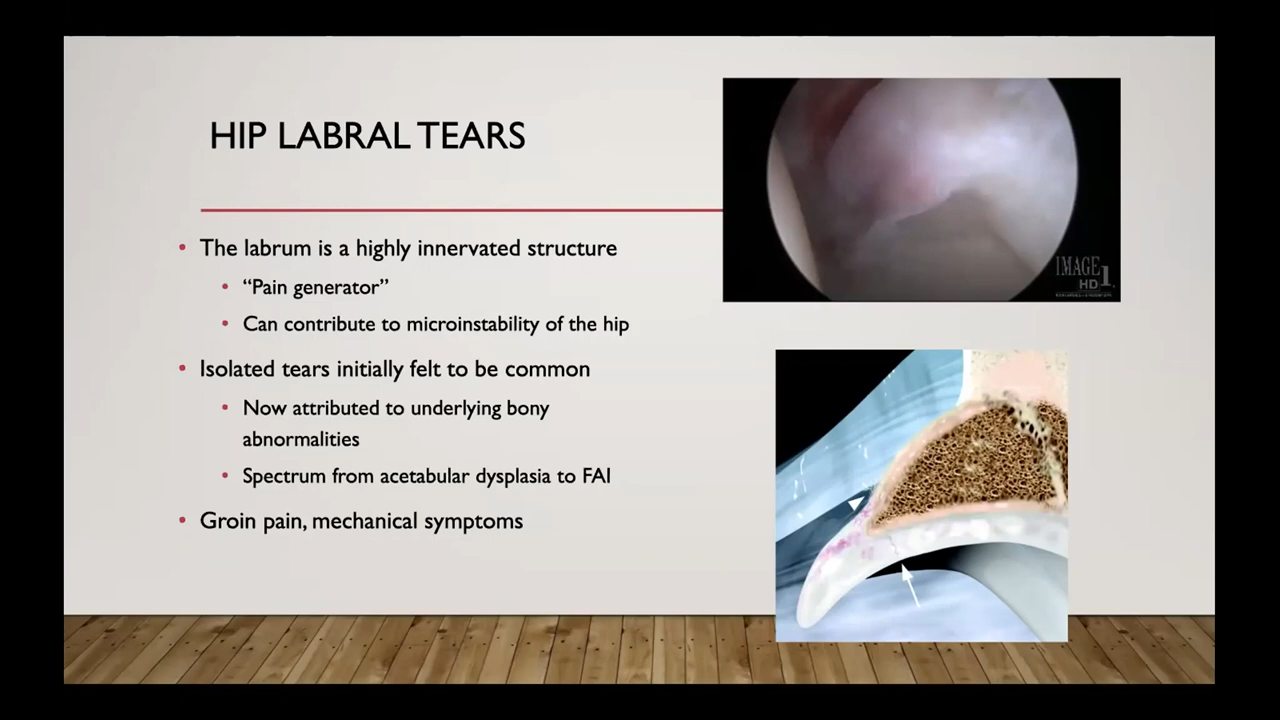 HIP LABRAL TEARS
• The labrum is a highly innervated structure
• “Pain generator”
• Can contribute to microinstability of the hip
• Isolated tears initially felt to be common
• Now attributed to underlying bony
abnormalities
• Spectrum from acetabular dysplasia to FAI
• Groin pain, mechanical symptoms
IMAGE 1
HD